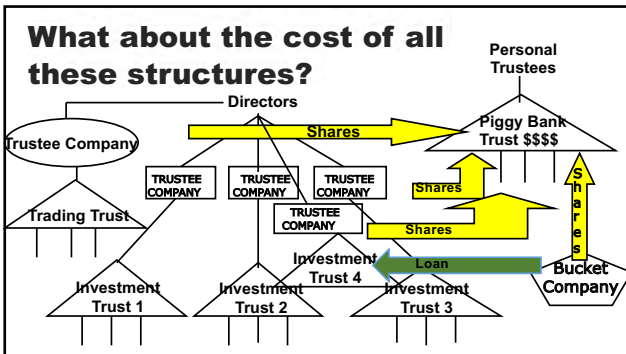 What about the cost of all
these structures?
Personal
Trustees
Directors
Piggy Bank
Trust $$$$
Shares
Trustee Company
TRUSTEE
COMPANY
TRUSTEE
COMPANY
TRUSTEE
COMPANY
TRUSTEE
COMPANY
Shares
Shares
Shares
Trading Trust
Loan
Investment
Trust 4
Bucket
Company
Investment
Trust 1
Investment
Trust 2
Investment
Trust 3